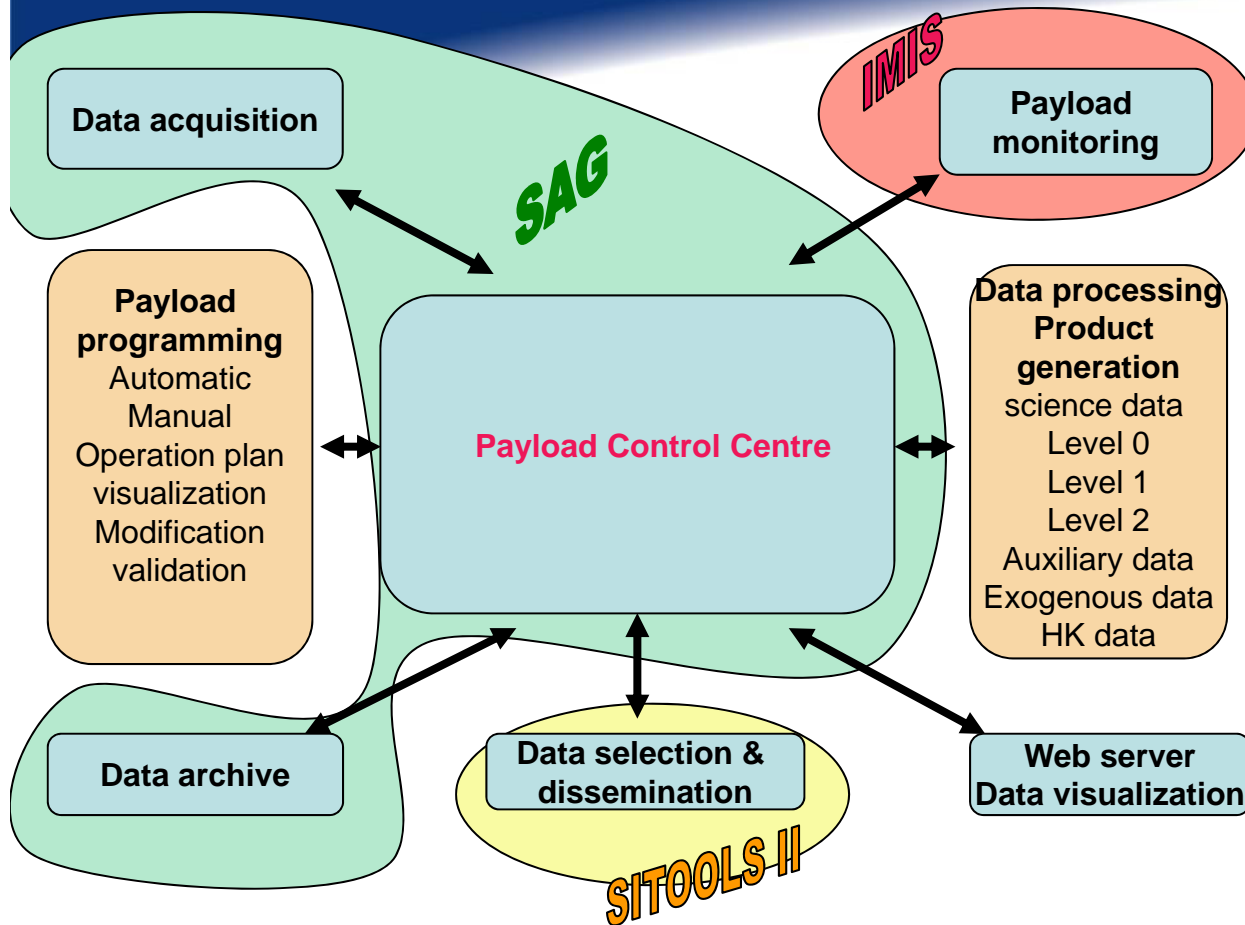 Data acquisition
SAG
IMIS
Payload
monitoring
Payload
programming
Automatic
Manual
Operation plan
visualization
Modification
validation
Payload Control Centre
Data processing
Product
generation
science data
Level 0
Level 1
Level 2
Auxiliary data
Exogenous data
HK data
Data archive
Data selection &
dissemination
SITOOLS II
Web server
Data visualization